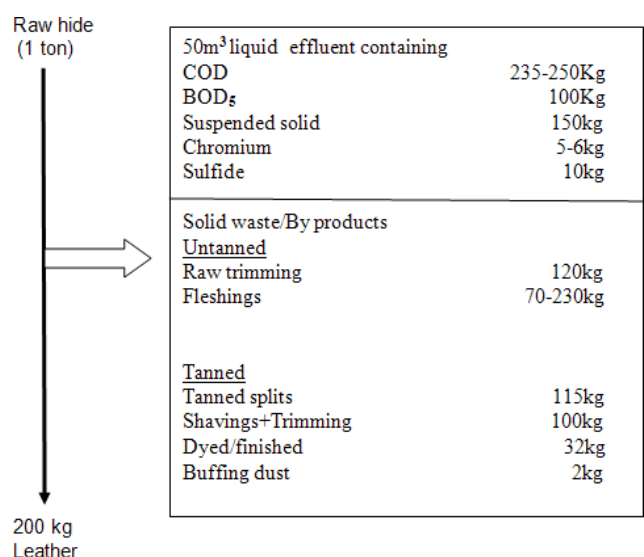 Raw hide
(1 ton)
50m³ liquid effluent containing
COD 235-250Kg
BOD₅ 100Kg
Suspended solid 150kg
Chromium 5-6kg
Sulfide 10kg
Solid waste/By products
Untanned
Raw trimming 120kg
Fleshings 70-230kg
Tanned
Tanned splits 115kg
Shavings+Trimming 100kg
Dyed/finished 32kg
Buffing dust 2kg
200 kg
Leather